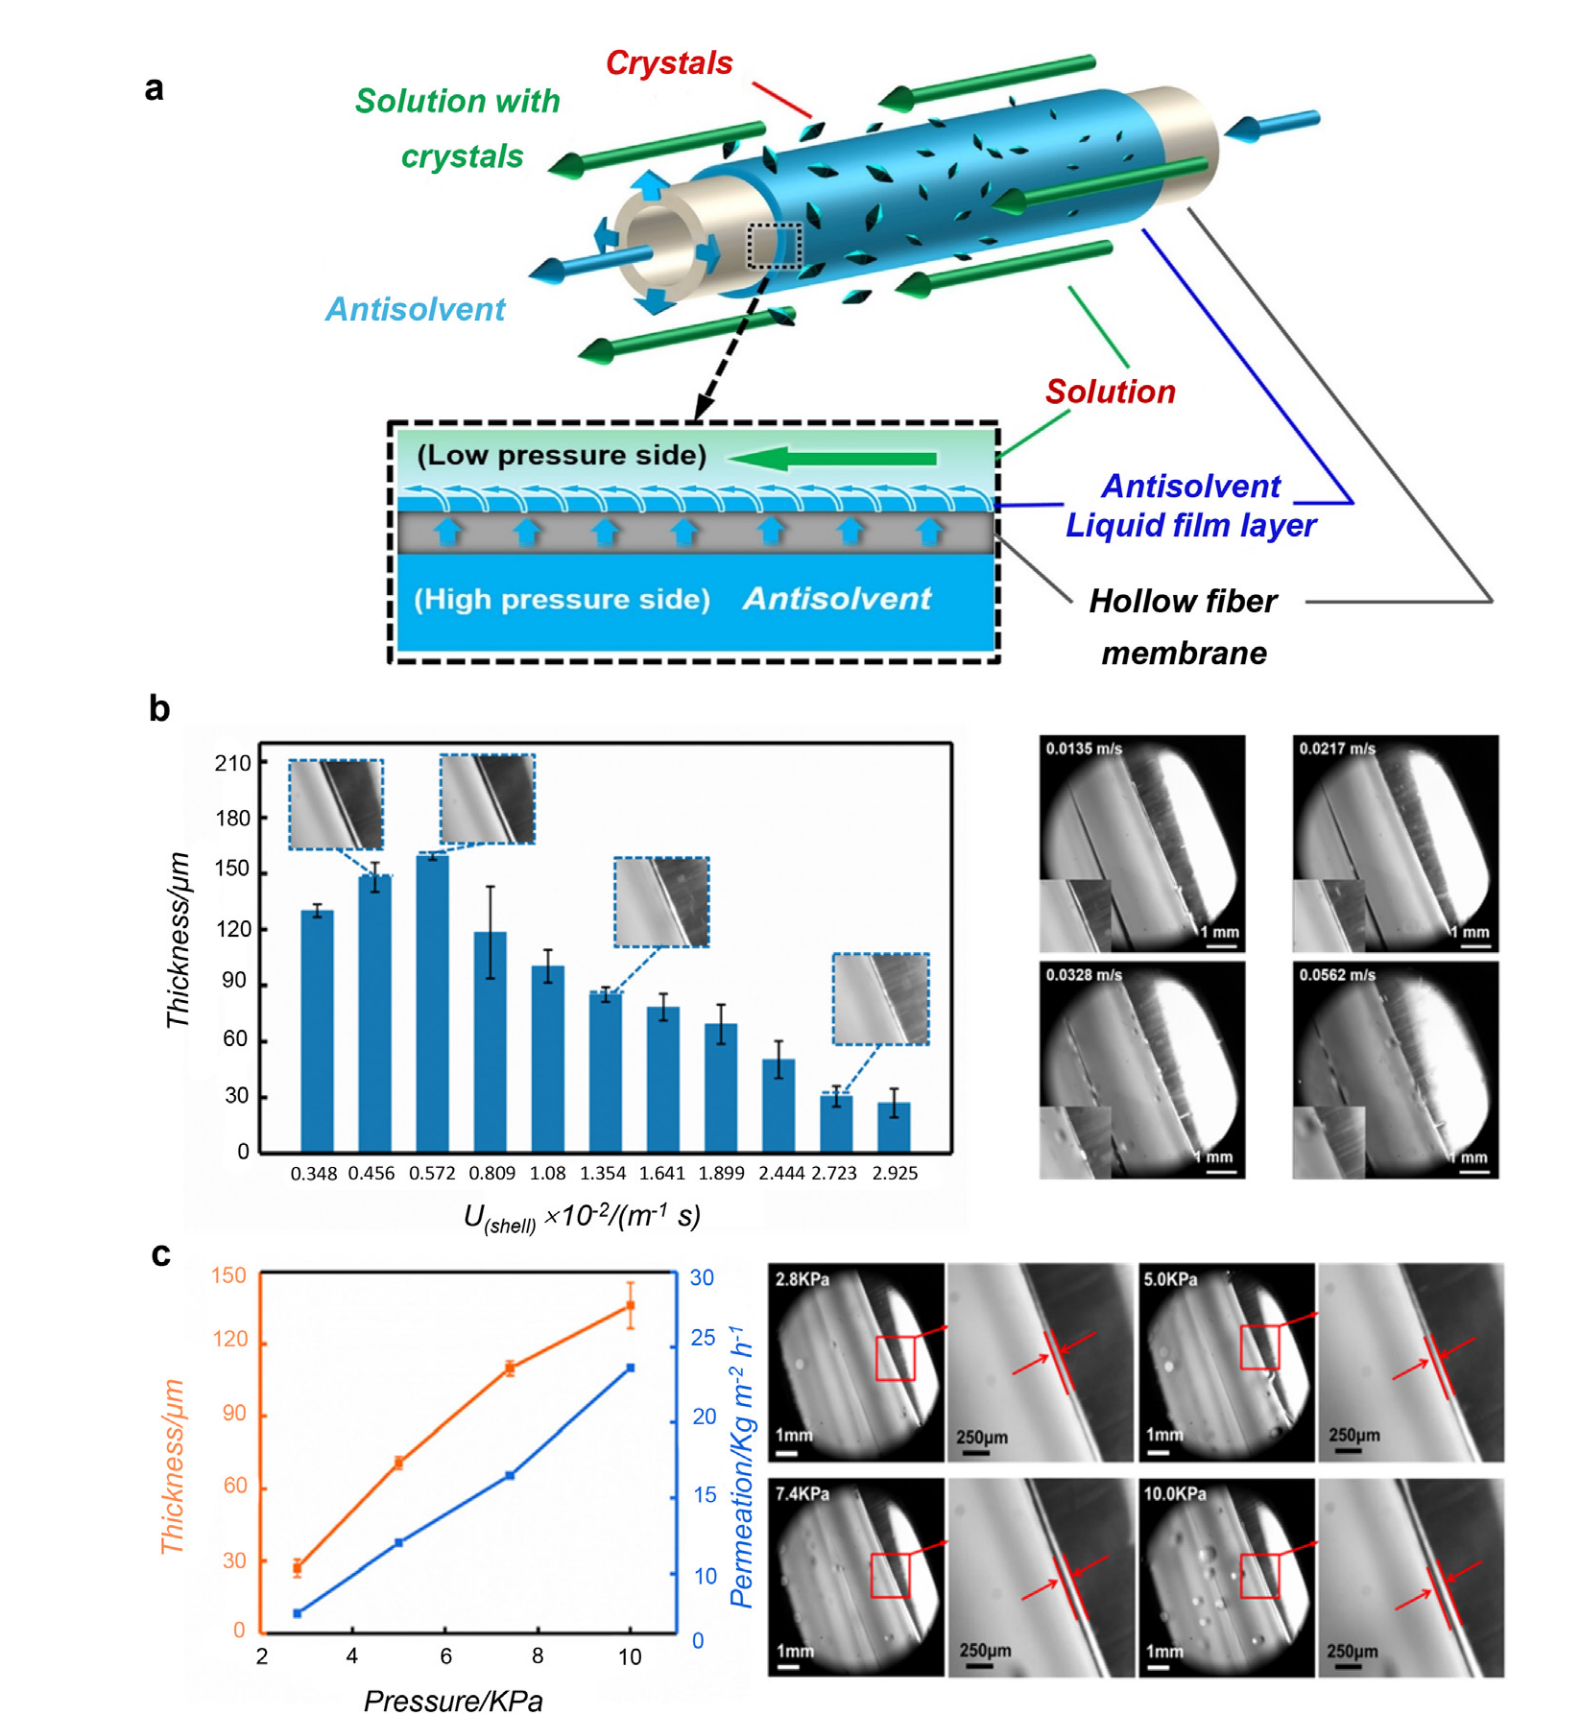 a
Crystals
Solution with
crystals
Antisolvent
Solution
(Low pressure side)
Antisolvent
Liquid film layer
(High pressure side) Antisolvent
Hollow fiber
membrane
b
210
180
150
120
90
60
30
0
Thickness/μm
0.348 0.456 0.572 0.809 1.08 1.354 1.641 1.899 2.444 2.723 2.925
U(shell) ×10-2/(m-1 s)
0.0135 m/s
1 mm
0.0217 m/s
1 mm
0.0328 m/s
1 mm
0.0562 m/s
1 mm
c
150
120
90
60
30
0
Thickness/μm
30
25
20
15
10
0
Permeation/Kg m-2 h-1
2 4 6 8 10
Pressure/KPa
2.8KPa
1mm
250μm
5.0KPa
1mm
250μm
7.4KPa
1mm
250μm
10.0KPa
1mm
250μm